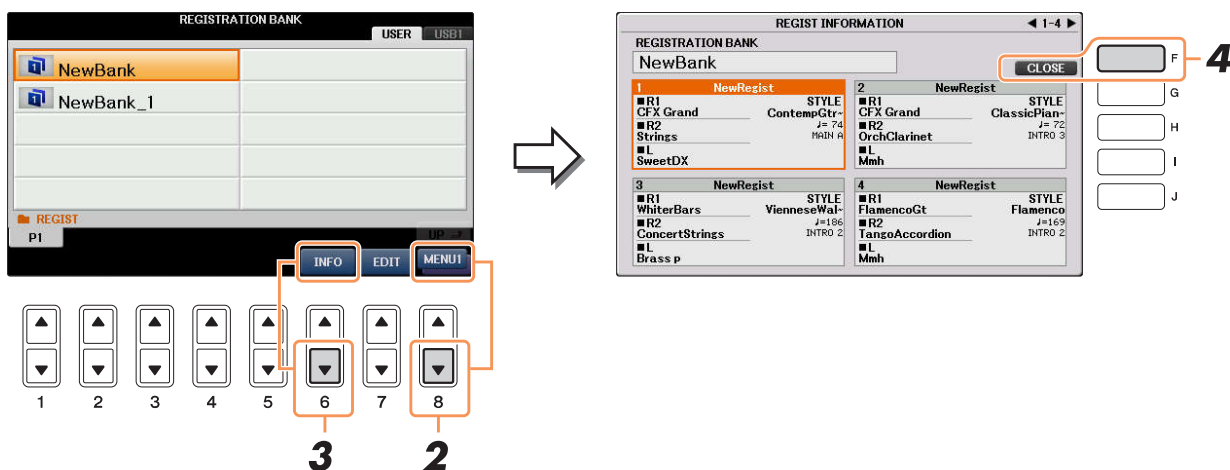 REGISTRATION BANK
USER USB1
NewBank
NewBank_1
REGIST
P1 UP
INFO EDIT MENU1
1 2 3 4 5 6 7 8
3 2
REGIST INFORMATION 1-4
REGISTRATION BANK
NewBank
CLOSE
1 NewRegist
R1 STYLE
CFX Grand ContempGtr~
R2 ♩= 74
Strings MAIN A
L
SweetDX
2 NewRegist
R1 STYLE
CFX Grand ClassicPian~
R2 ♩= 72
OrchClarinet INTRO 3
L
Mmh
3 NewRegist
R1 STYLE
WhiterBars VienneseWal~
R2 ♩=186
ConcertStrings INTRO 2
L
Brass p
4 NewRegist
R1 STYLE
FlamencoGt Flamenco
R2 ♩=169
TangoAccordion INTRO 2
L
Mmh
F
G
H
I
J
4